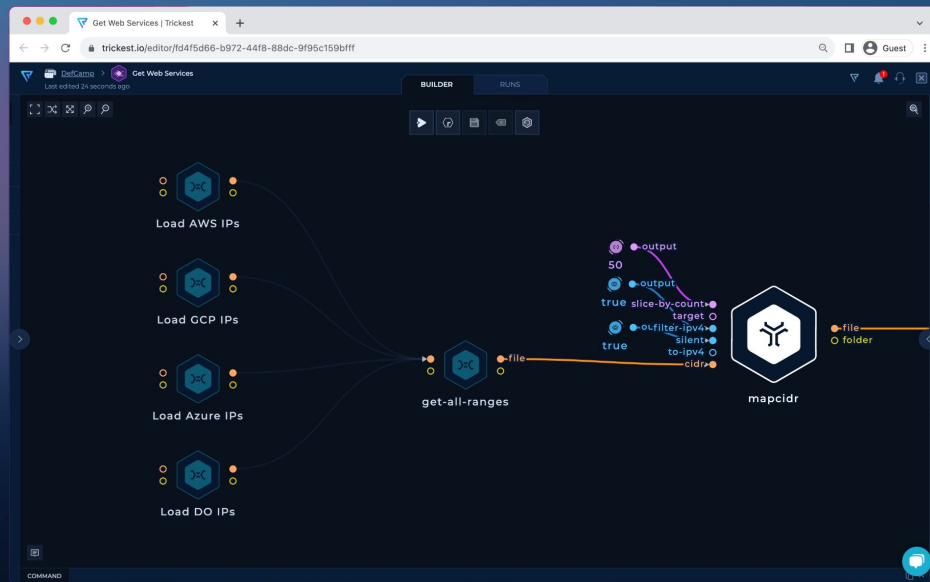 Get Web Services | Trickest
trickest.io/editor/fd4f5d66-b972-44f8-88dc-9f95c159bfff
Guest
DefCamp > Get Web Services
Last edited 24 seconds ago
BUILDER
RUNS
1
Load AWS IPs
Load GCP IPs
Load Azure IPs
Load DO IPs
get-all-ranges
file
output
50
output
true
slice-by-count
target
filter-ipv4
silent
true
to-ipv4
cidr
file
folder
mapcidr
COMMAND